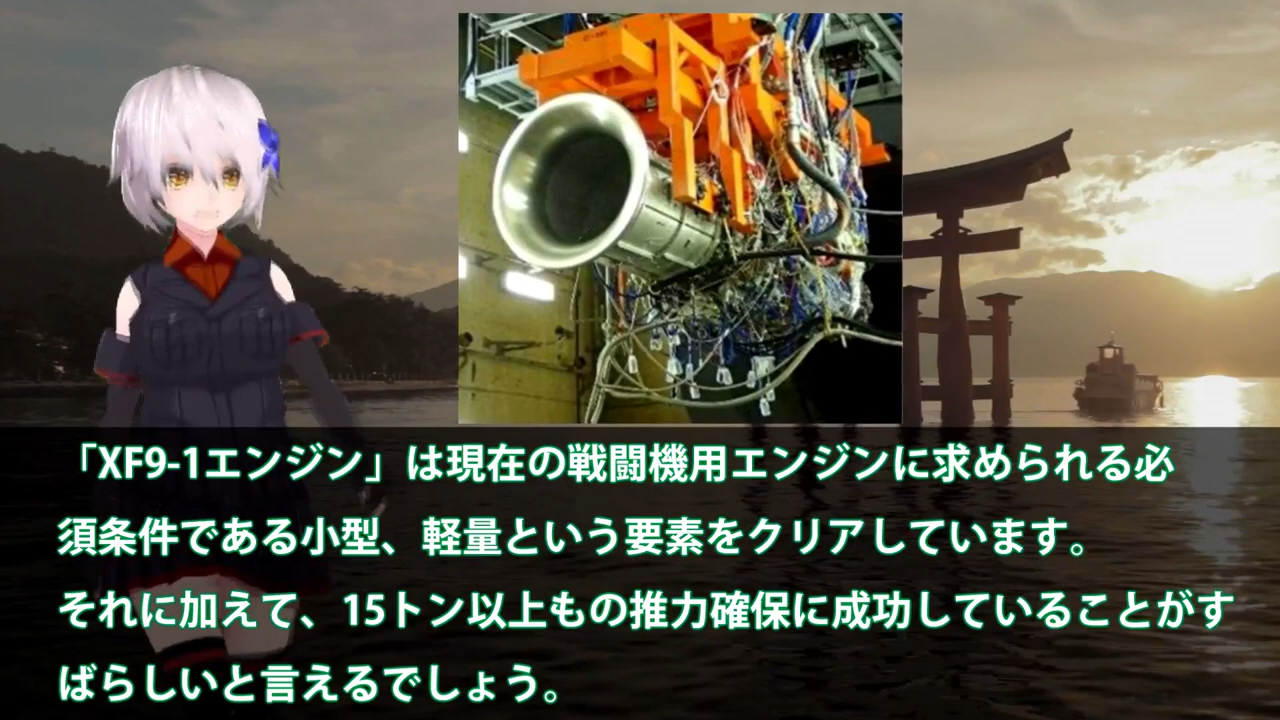 「XF9-1エンジン」は現在の戦闘機用エンジンに求められる必
須条件である小型、軽量という要素をクリアしています。
それに加えて、15トン以上もの推力確保に成功していることがす
ばらしいと言えるでしょう。